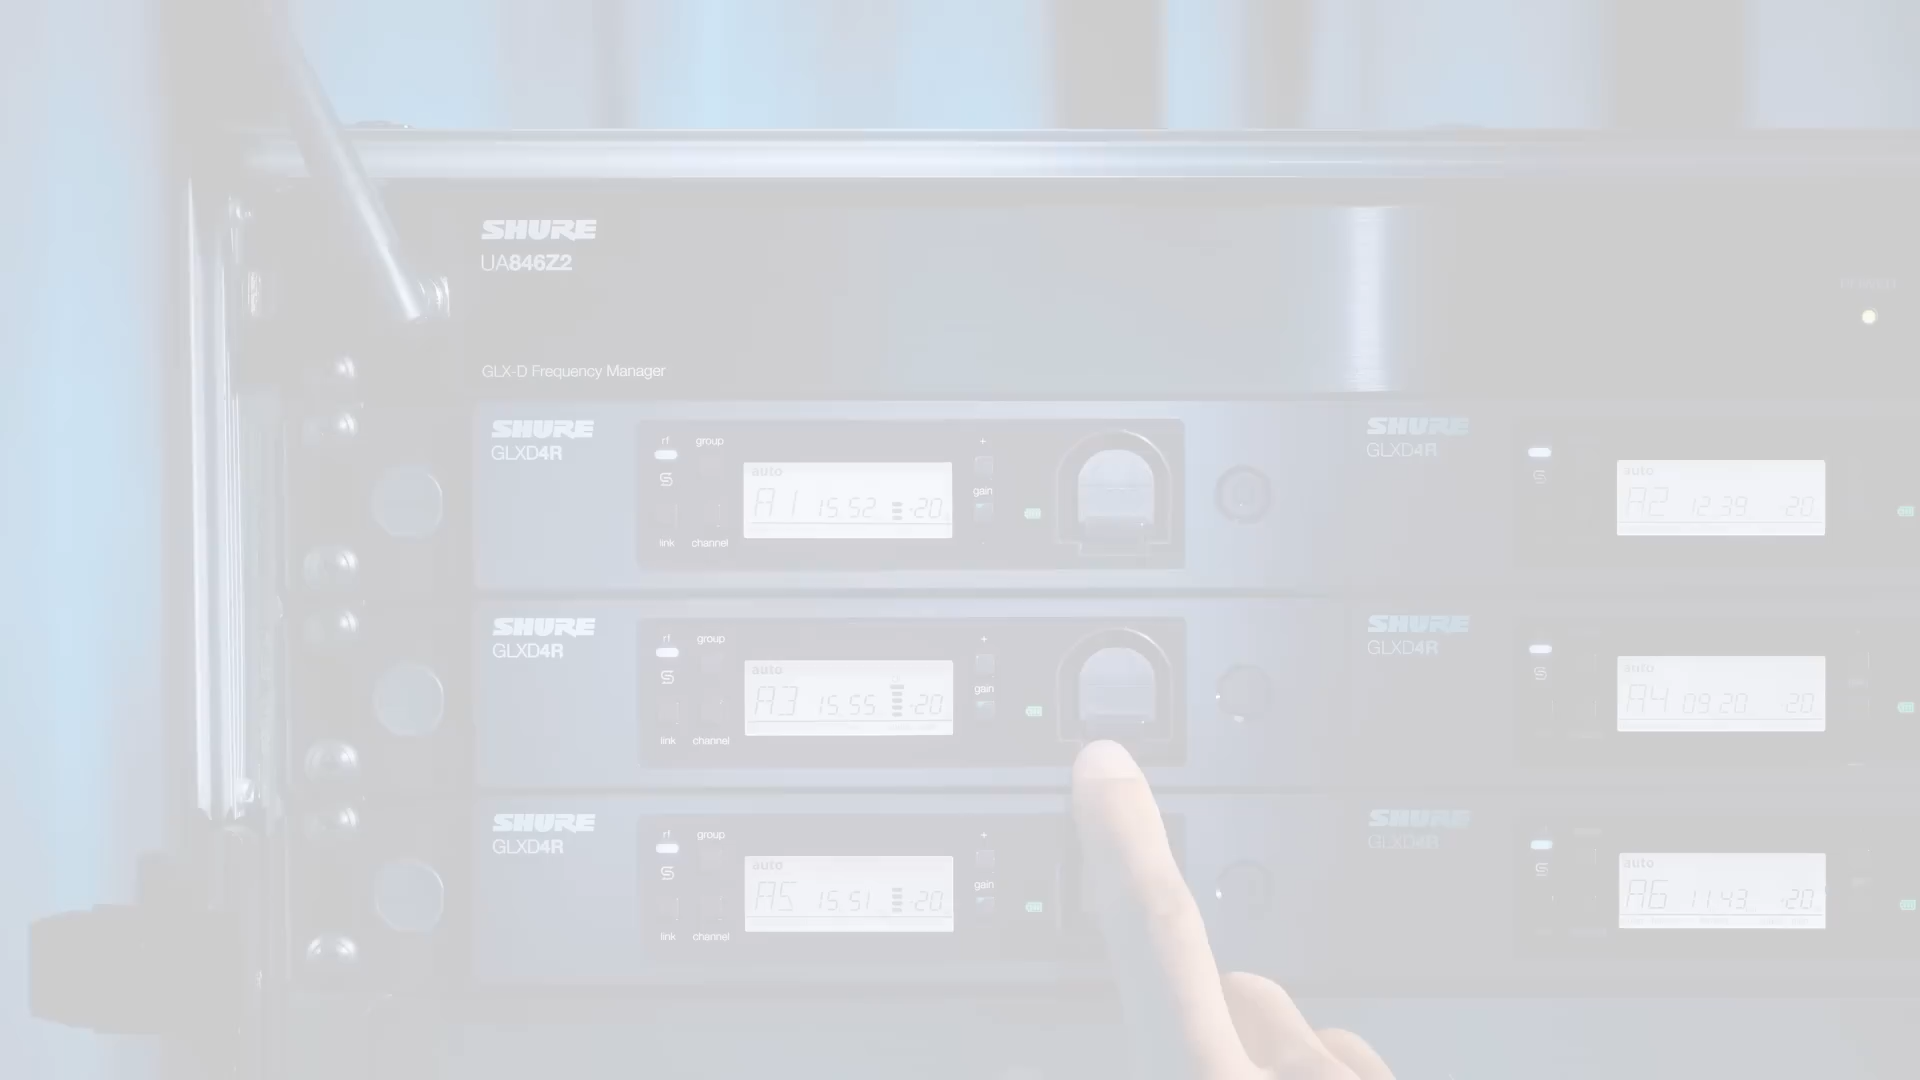 SHURE
UA846Z2
POWER
GLX-D Frequency Manager
SHURE
GLXD4R
rf group
auto
A1 15.52 -20
+
gain
-
link channel
SHURE
GLXD4R
auto
A2 12.39 -20
SHURE
GLXD4R
rf group
auto
A3 15.55 -20
+
gain
link channel
SHURE
GLXD4R
auto
A4 09.20 -20
SHURE
GLXD4R
rf group
auto
A5 15.51 -20
+
gain
link channel
SHURE
GLXD4R
auto
A6 11.43 -20